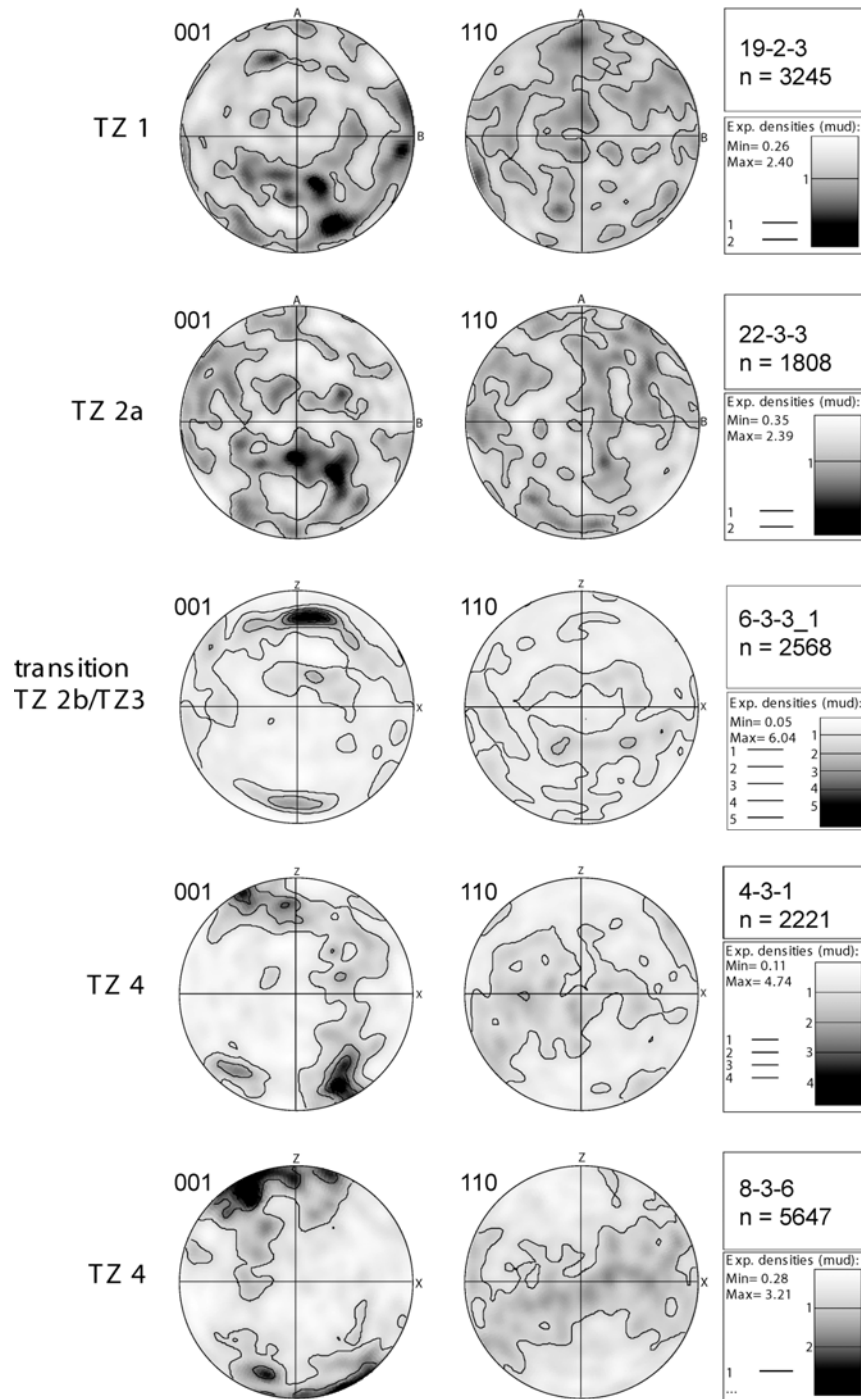 001
110
A
A
B
B
TZ 1
19-2-3
n = 3245
Exp. densities (mud):
Min= 0.26
Max= 2.40
1
1
2
001
110
A
A
B
B
TZ 2a
22-3-3
n = 1808
Exp. densities (mud):
Min= 0.35
Max= 2.39
1
1
2
001
110
Z
Z
X
X
transition
TZ 2b/TZ3
6-3-3_1
n = 2568
Exp. densities (mud):
Min= 0.05
Max= 6.04
1
2
3
4
5
1
2
3
4
5
001
110
Z
Z
X
X
TZ 4
4-3-1
n = 2221
Exp. densities (mud):
Min= 0.11
Max= 4.74
1
2
3
4
1
2
3
4
001
110
Z
Z
X
X
TZ 4
8-3-6
n = 5647
Exp. densities (mud):
Min= 0.28
Max= 3.21
1
2
1
...